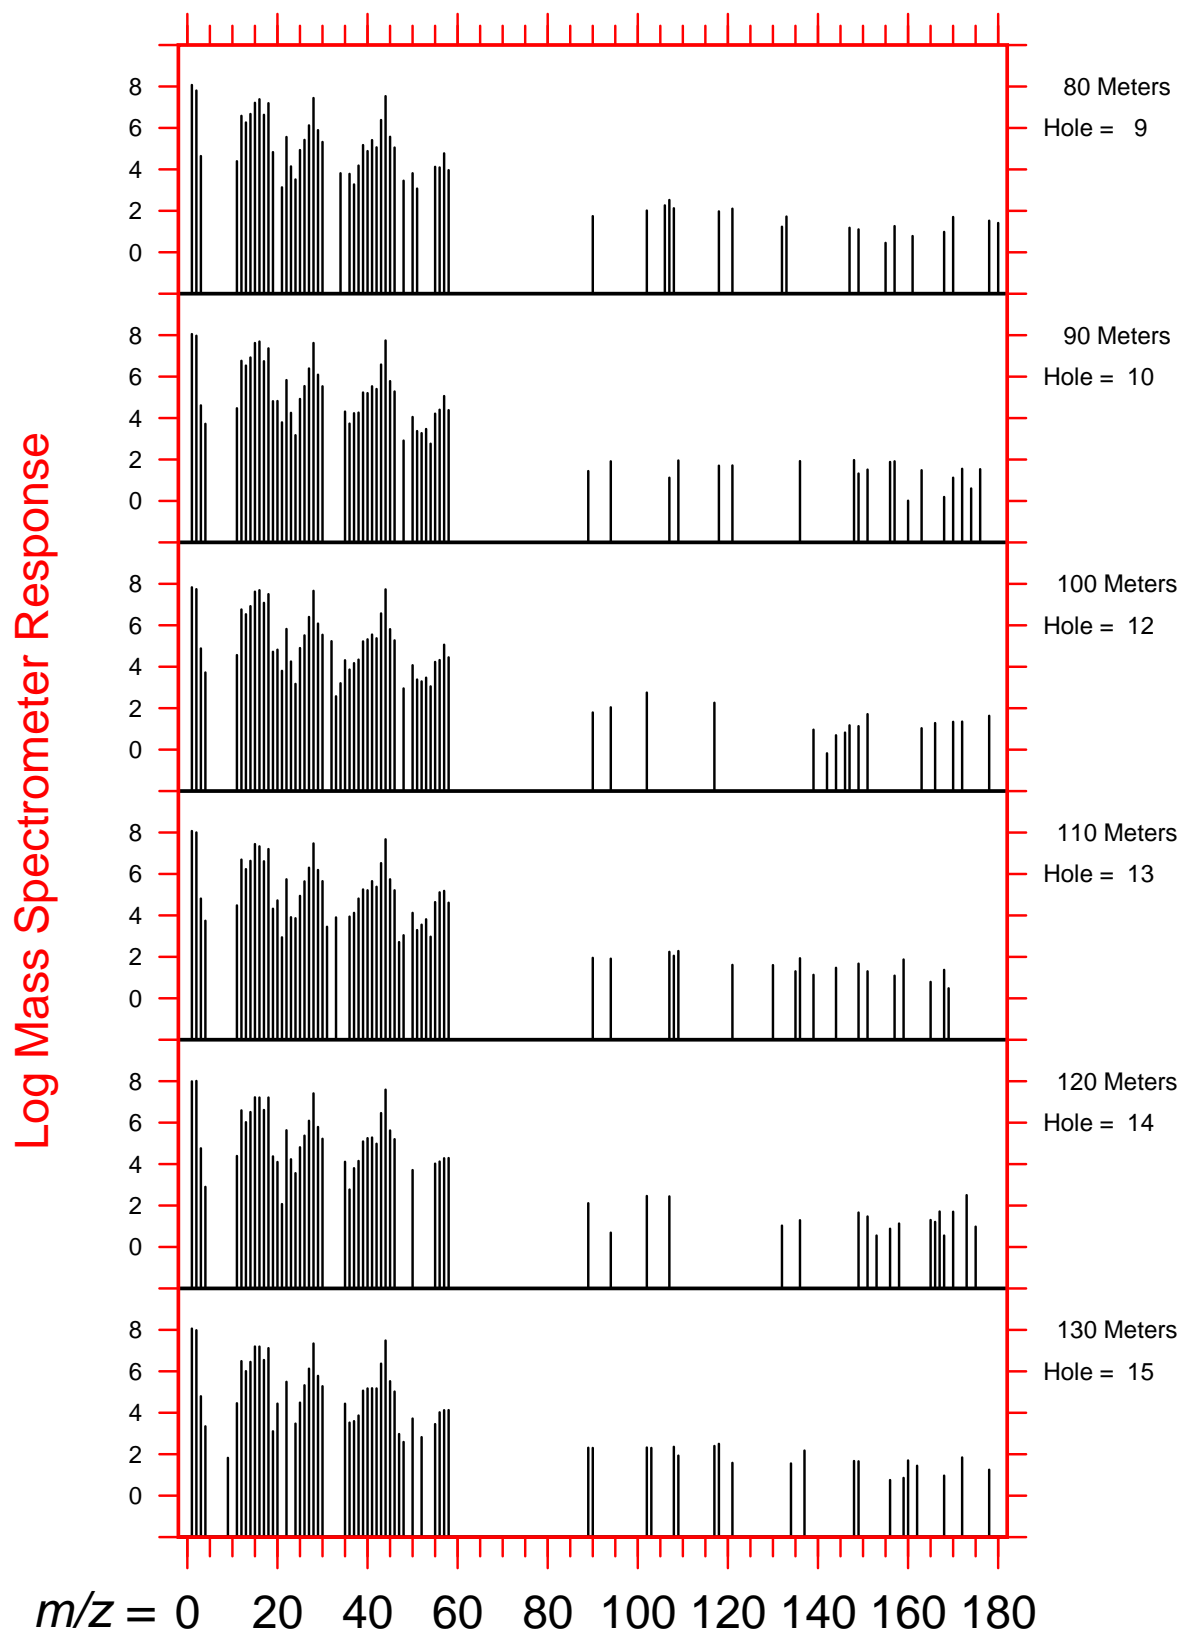 8
6
4
2
0
80 Meters
Hole = 9
8
6
4
2
0
90 Meters
Hole = 10
8
6
4
2
0
100 Meters
Hole = 12
8
6
4
2
0
110 Meters
Hole = 13
8
6
4
2
0
120 Meters
Hole = 14
8
6
4
2
0
130 Meters
Hole = 15
Log Mass Spectrometer Response
m/z = 0 20 40 60 80 100 120 140 160 180